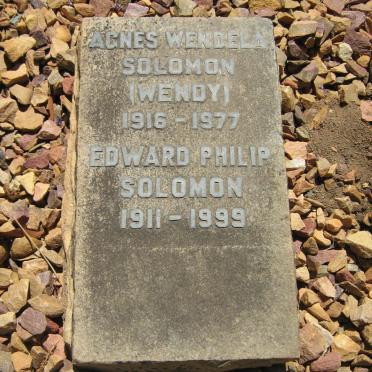 AGNES WENDELA
SOLOMON
(WENDY)
1916 - 1977
EDWARD PHILIP
SOLOMON
1911 - 1999